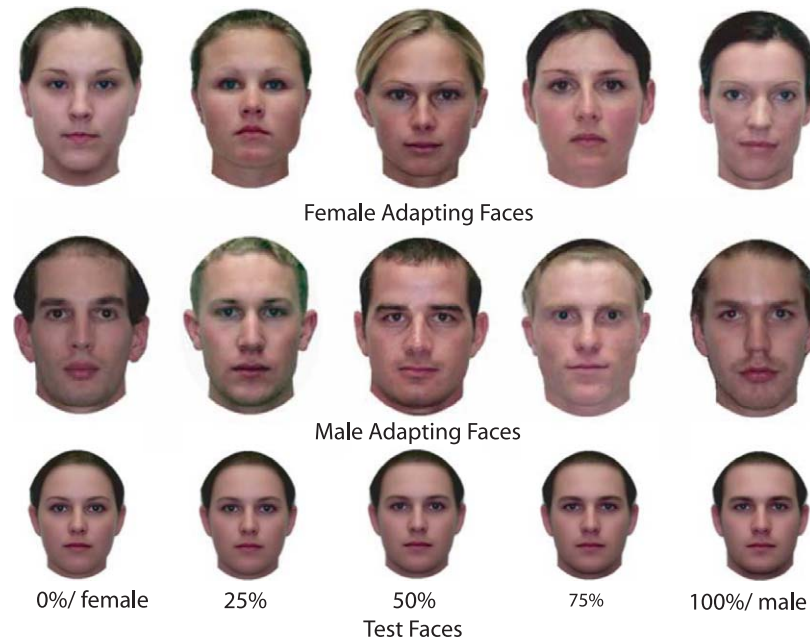 Female Adapting Faces
Male Adapting Faces
0%/ female 25% 50% 75% 100%/ male
Test Faces